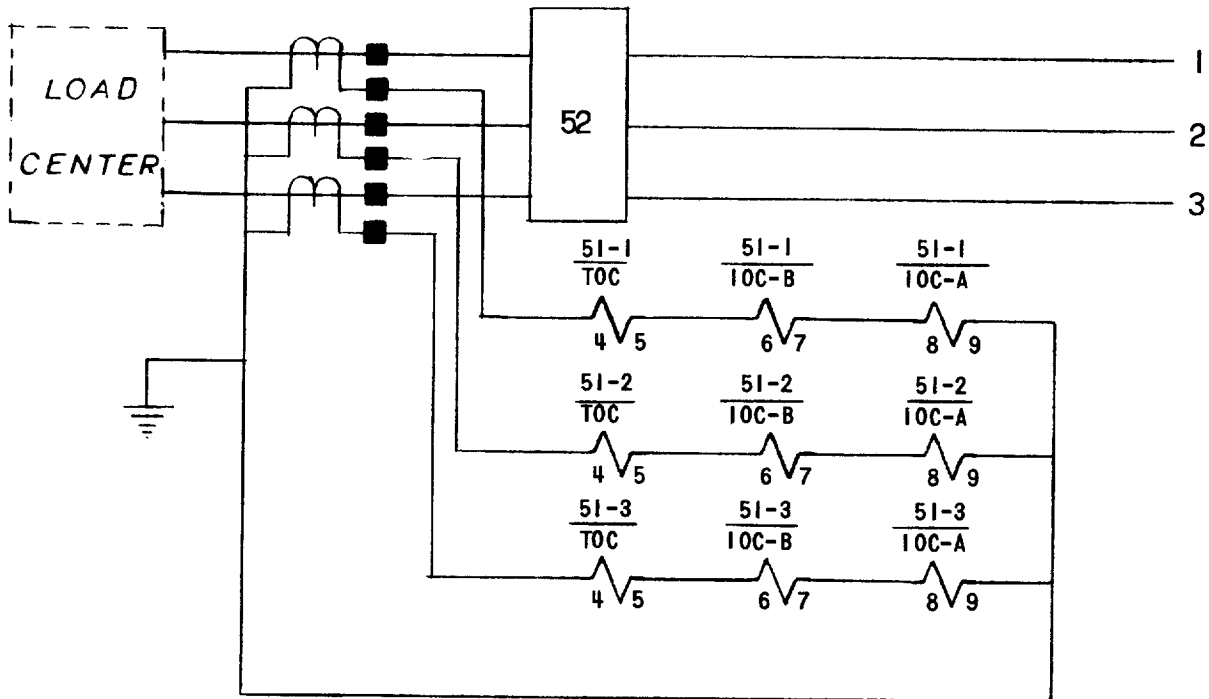 LOAD
CENTER
52
1
2
3
51-1 51-1 51-1
TOC IOC-B IOC-A
4 5 6 7 8 9
51-2 51-2 51-2
TOC IOC-B IOC-A
4 5 6 7 8 9
51-3 51-3 51-3
TOC IOC-B IOC-A
4 5 6 7 8 9